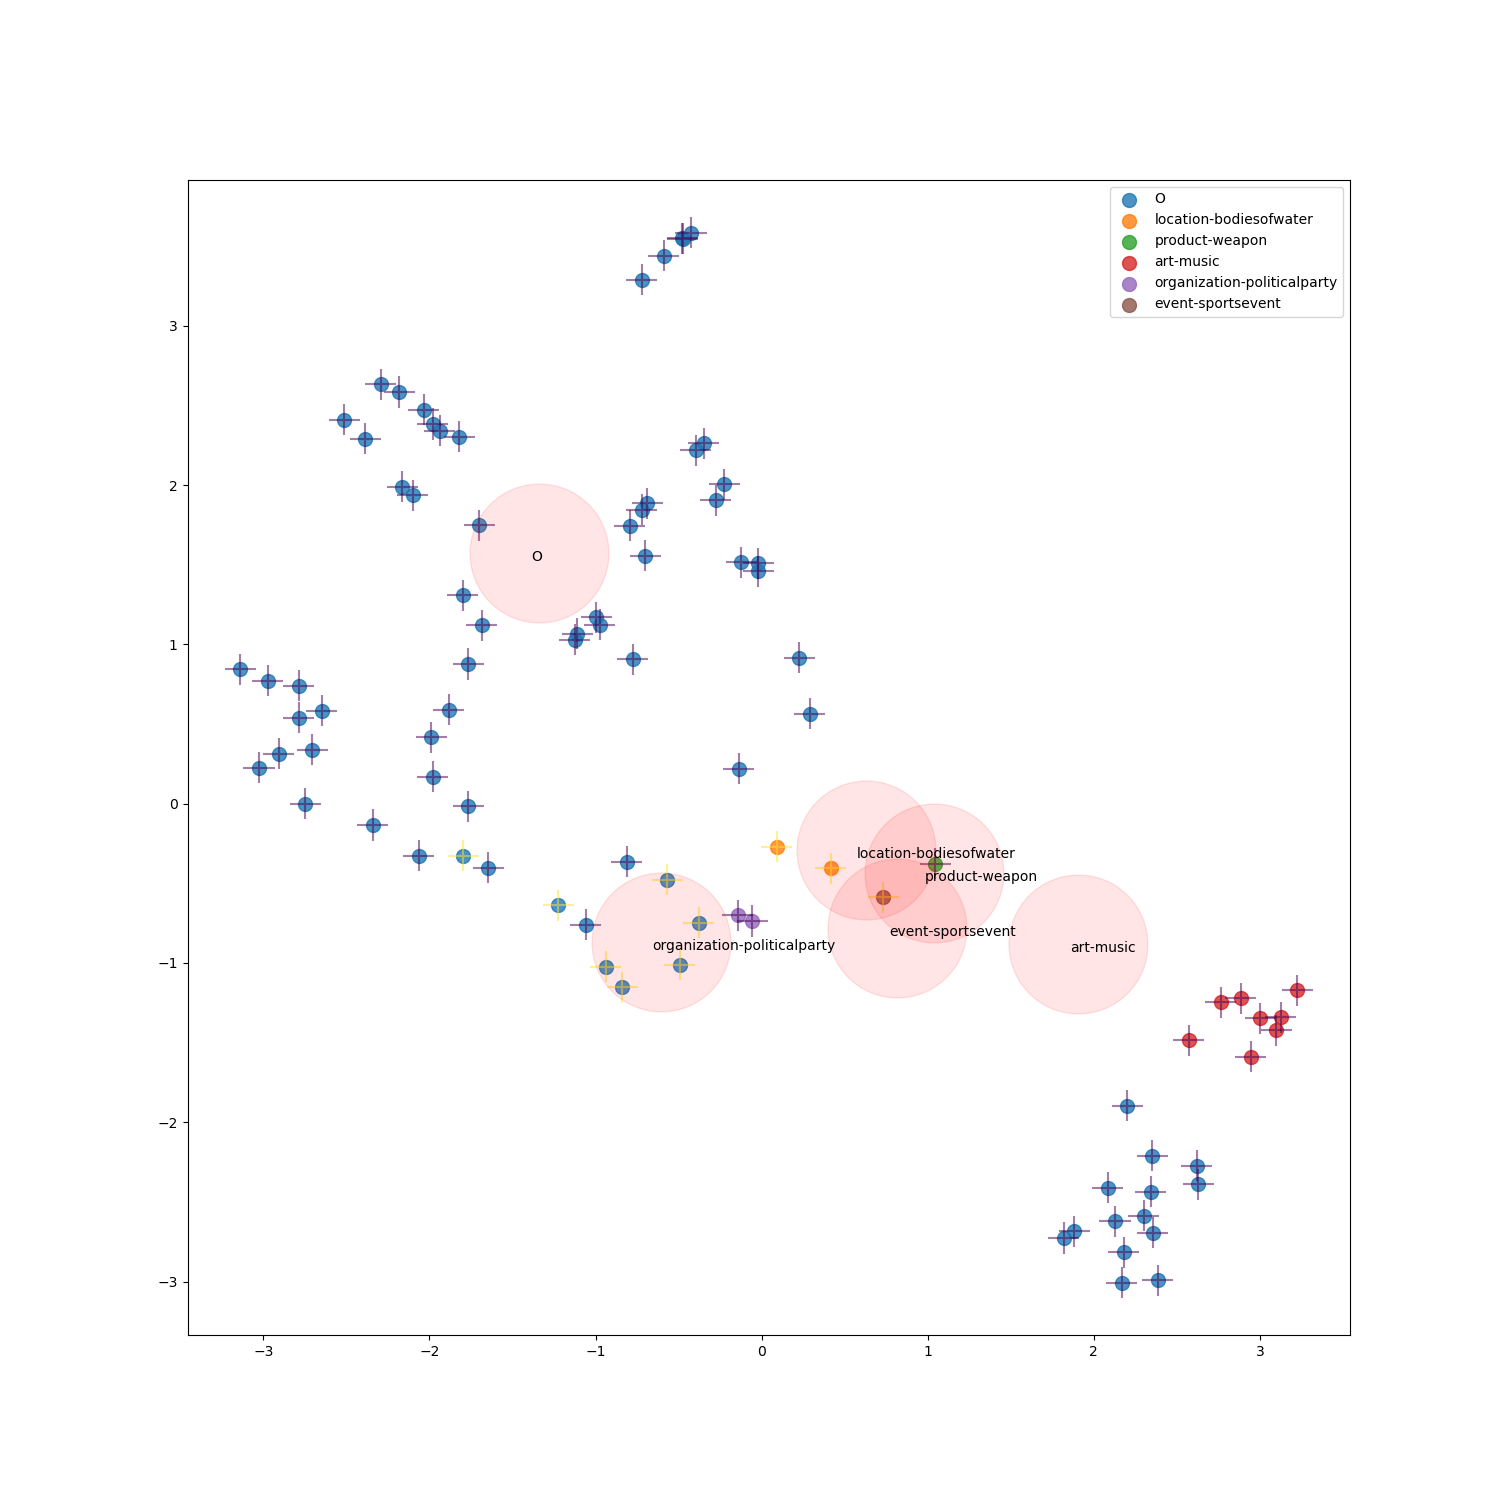 O
location-bodiesofwater
product-weapon
art-music
organization-politicalparty
event-sportsevent
3
2
O
1
0
location-bodiesofwater
product-weapon
event-sportsevent
organization-politicalparty
art-music
−1
−2
−3
−3 −2 −1 0 1 2 3